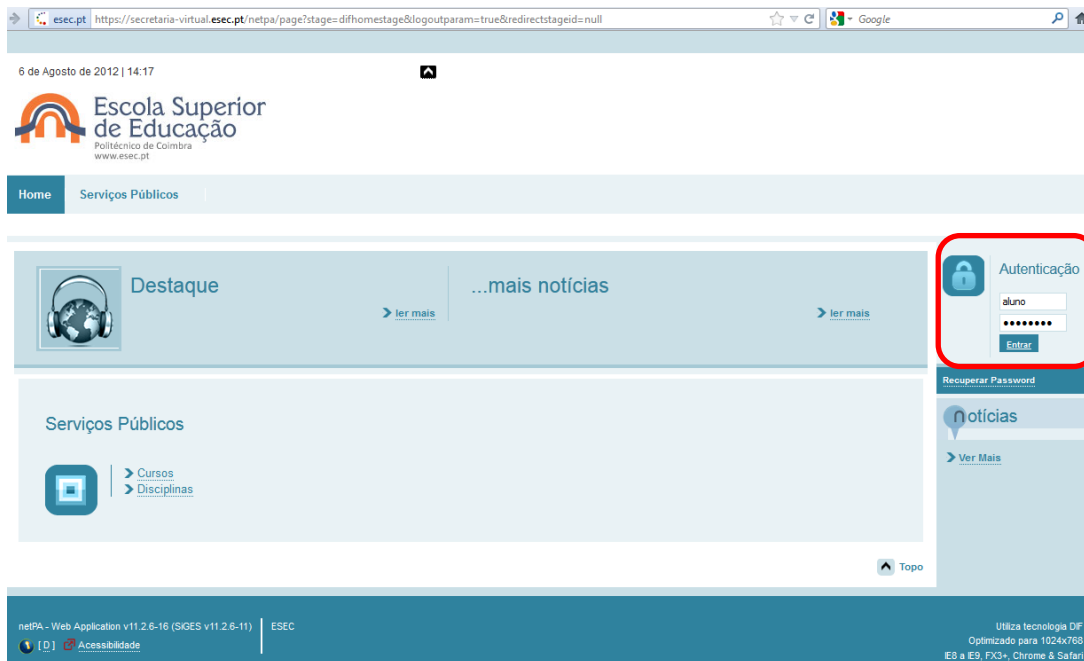 esec.pt https://secretaria-virtual.esec.pt/netpa/page?stage=difhomestage&logoutparam=true&redirectstageid=null
Google
6 de Agosto de 2012 | 14:17
Escola Superior
de Educação
Politécnico de Coimbra
www.esec.pt
Home Serviços Públicos
Destaque
ler mais
...mais notícias
ler mais
Autenticação
aluno
••••••••
Entrar
Recuperar Password
notícias
Ver Mais
Serviços Públicos
Cursos
Disciplinas
Topo
netPA - Web Application v11.2.6-16 (SiGES v11.2.6-11)
[D] Acessibilidade
ESEC
Utiliza tecnologia DIF
Optimizado para 1024x768
IE8 a IE9, FX3+, Chrome & Safari